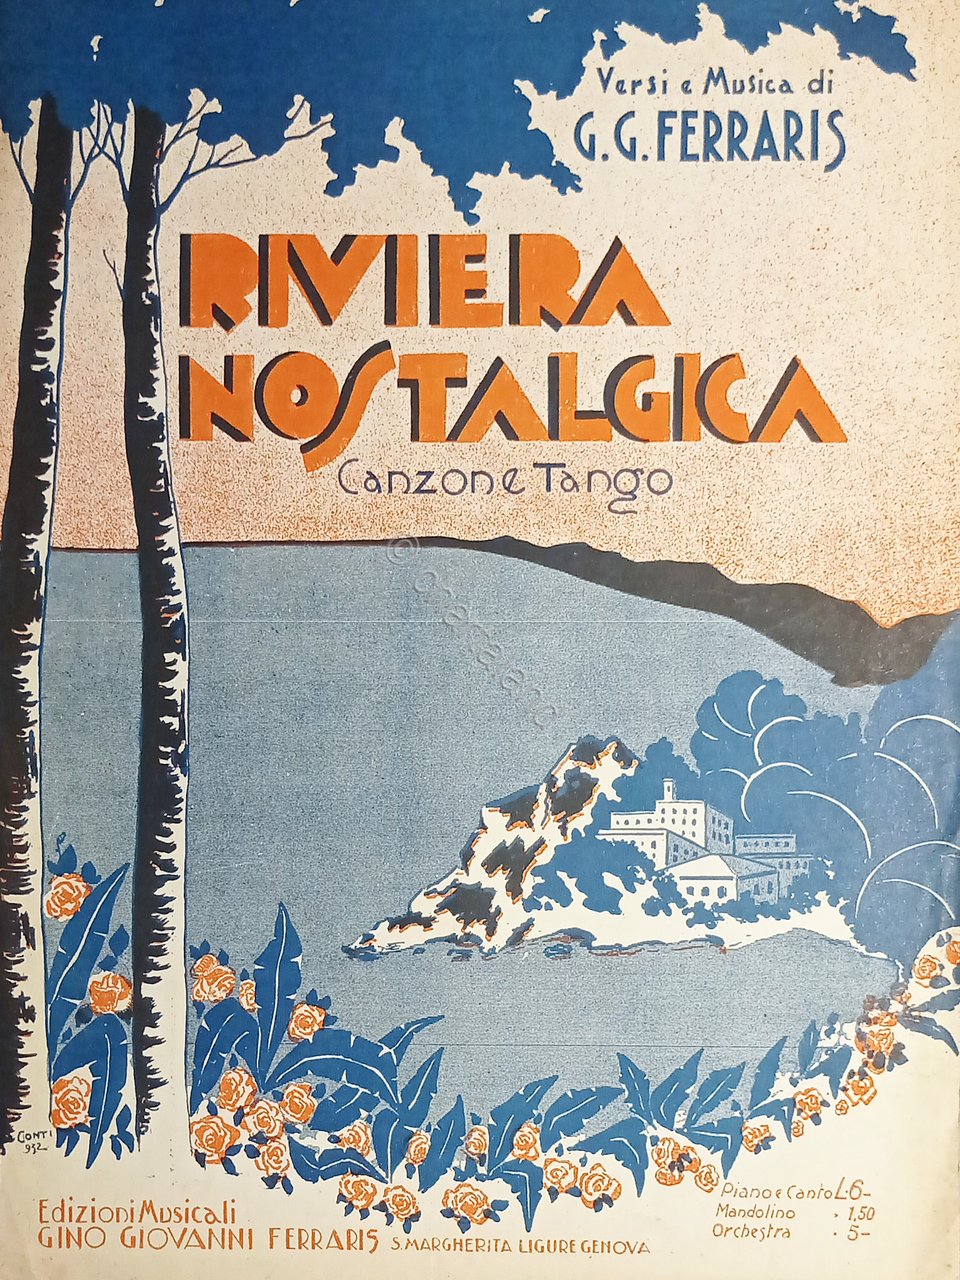 Versi e Musica di
G. G. FERRARIS
RIVIERA
NOSTALGICA
Canzone Tango
CONTI
932
Piano e Canto L. 6-
Mandolino • 1,50
Orchestra • 5-
Edizioni Musicali
GINO GIOVANNI FERRARIS S. MARGHERITA LIGURE GENOVA